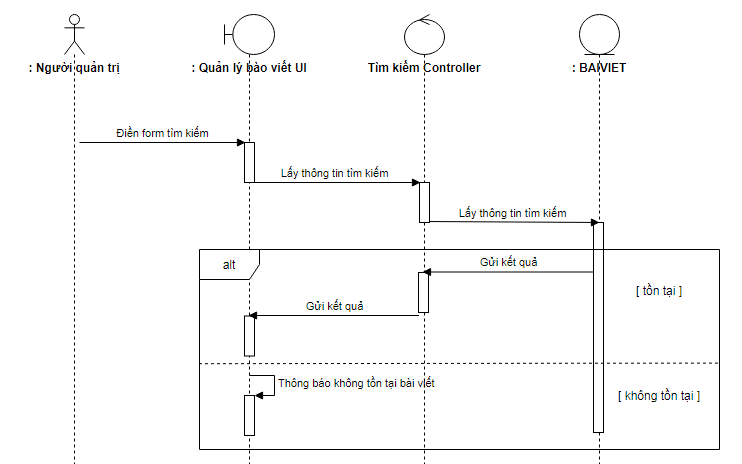 : Người quản trị
: Quản lý bào viết UI
Tìm kiếm Controller
: BAIVIET
Điền form tìm kiếm
Lấy thông tin tìm kiếm
Lấy thông tin tìm kiếm
alt
Gửi kết quả
[ tồn tại ]
Gửi kết quả
Thông báo không tồn tại bài viết
[ không tồn tại ]